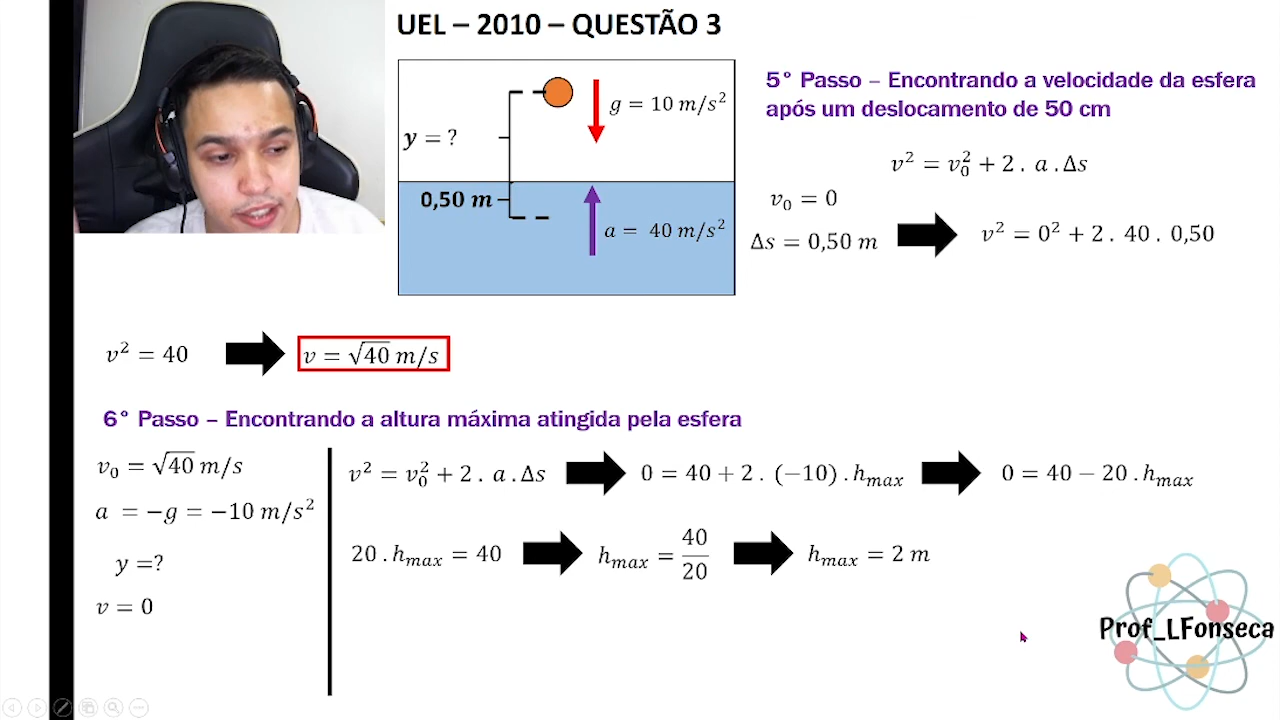 UEL – 2010 – QUESTÃO 3
g = 10 m/s²
y = ?
0,50 m
a = 40 m/s²
5° Passo – Encontrando a velocidade da esfera
após um deslocamento de 50 cm
v² = v₀² + 2 . a . Δs
v₀ = 0
Δs = 0,50 m
v² = 0² + 2 . 40 . 0,50
v² = 40
v = √40 m/s
6° Passo – Encontrando a altura máxima atingida pela esfera
v₀ = √40 m/s
a = −g = −10 m/s²
y =?
v = 0
v² = v₀² + 2 . a . Δs
0 = 40 + 2 . (−10) . hₘₐₓ
0 = 40 − 20 . hₘₐₓ
20 . hₘₐₓ = 40
hₘₐₓ = 40/20
hₘₐₓ = 2 m
Prof_LFonseca